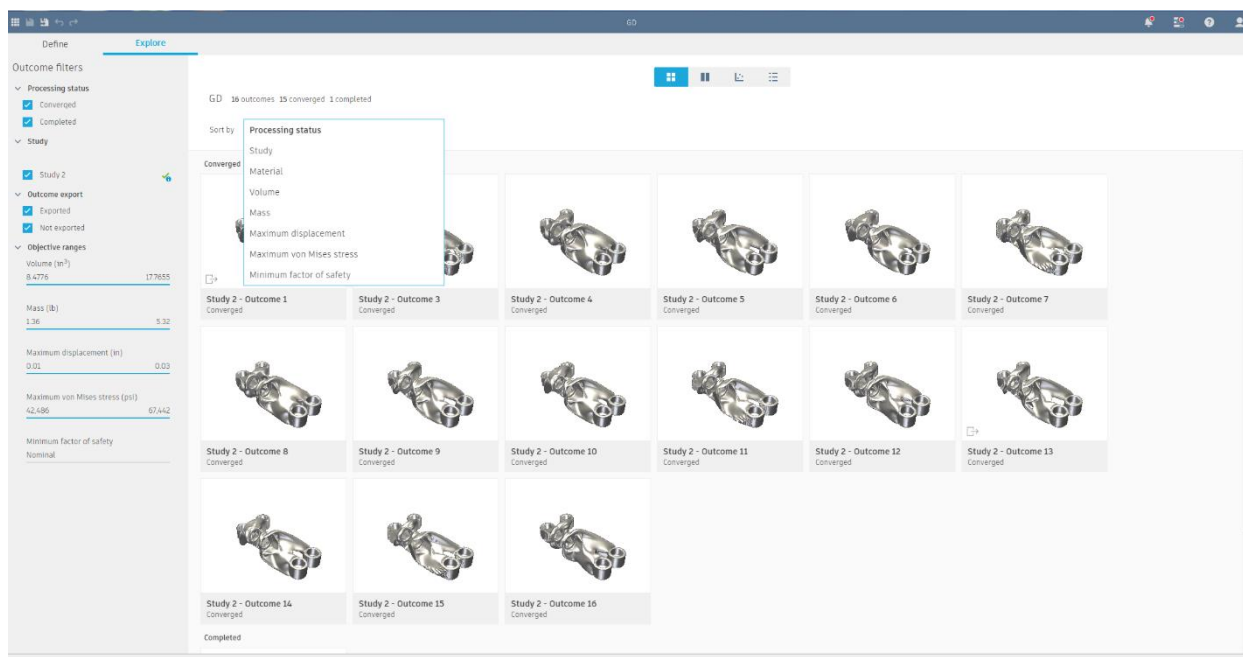 GD
Define Explore
Outcome filters
Processing status
Converged
Completed
Study
Study 2
Outcome export
Exported
Not exported
Objective ranges
Volume (in³)
8.4776 17.7655
Mass (lb)
1.36 5.32
Maximum displacement (in)
0.01 0.03
Maximum von Mises stress (psi)
42,486 67,442
Minimum factor of safety
Nominal
GD 16 outcomes 15 converged 1 completed
Sort by
Processing status
Study
Material
Volume
Mass
Maximum displacement
Maximum von Mises stress
Minimum factor of safety
Converged
Study 2 - Outcome 1
Converged
Study 2 - Outcome 3
Converged
Study 2 - Outcome 4
Converged
Study 2 - Outcome 5
Converged
Study 2 - Outcome 6
Converged
Study 2 - Outcome 7
Converged
Study 2 - Outcome 8
Converged
Study 2 - Outcome 9
Converged
Study 2 - Outcome 10
Converged
Study 2 - Outcome 11
Converged
Study 2 - Outcome 12
Converged
Study 2 - Outcome 13
Converged
Study 2 - Outcome 14
Converged
Study 2 - Outcome 15
Converged
Study 2 - Outcome 16
Converged
Completed